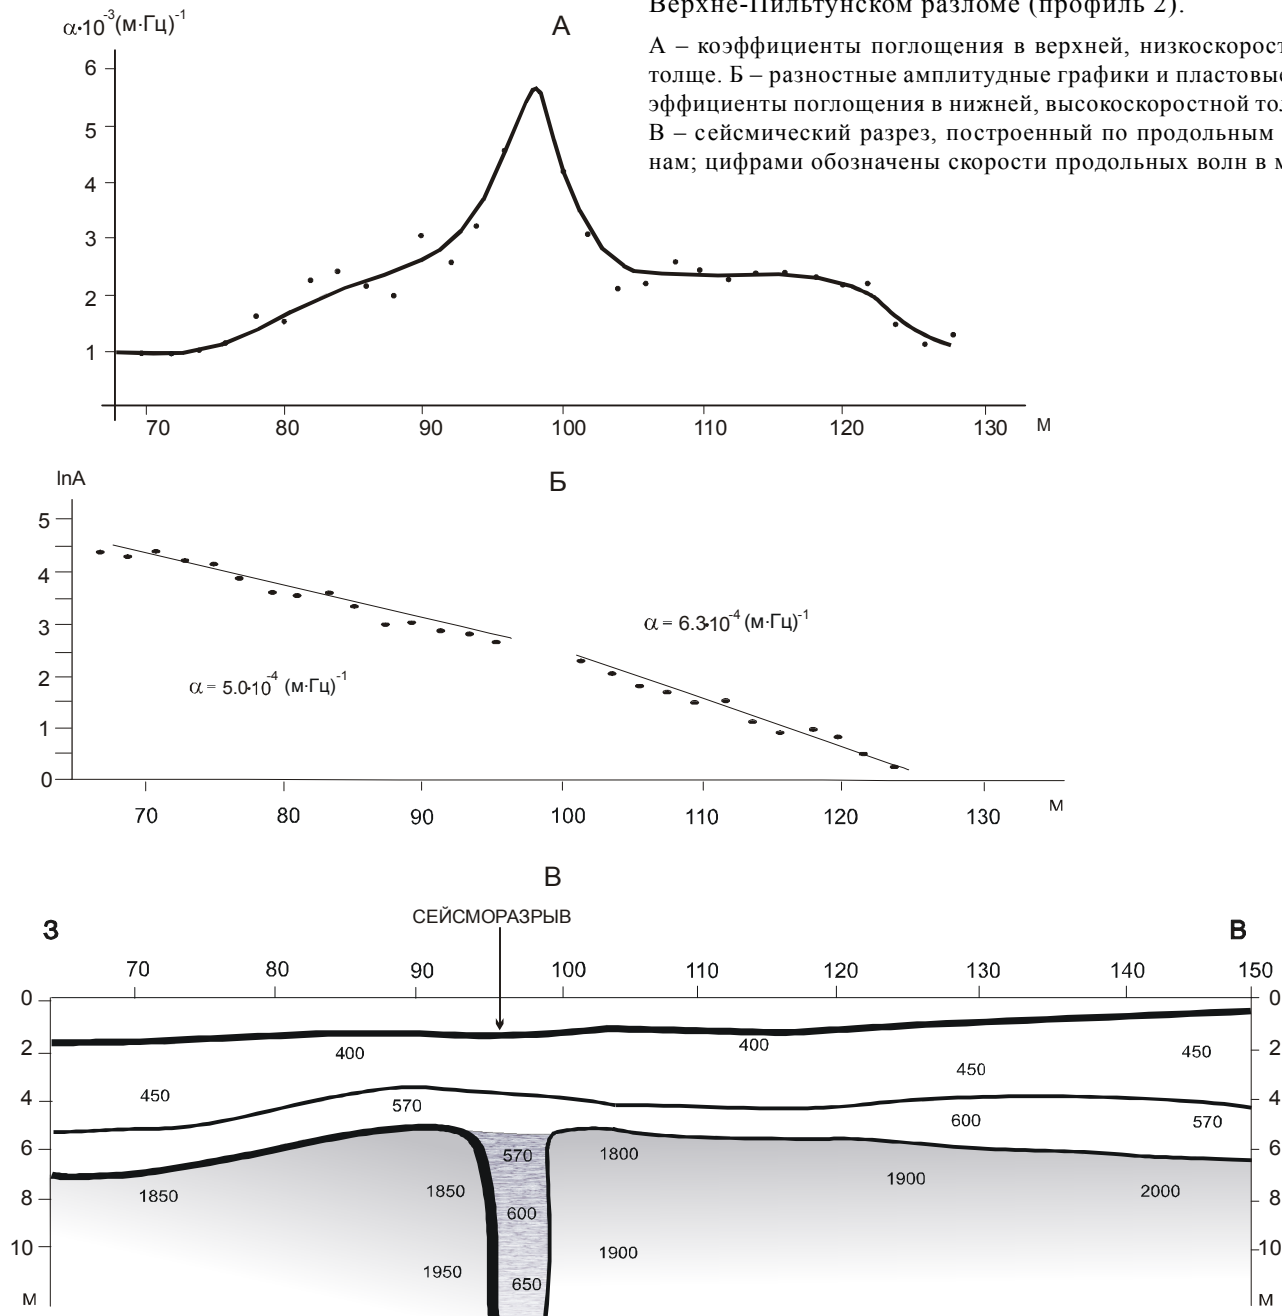 Верхне-Пильтунском разломе (профиль 2).
А – коэффициенты поглощения в верхней, низкоскорост
толще. Б – разностные амплитудные графики и пластовые
эффициенты поглощения в нижней, высокоскоростной тол
В – сейсмический разрез, построенный по продольным
нам; цифрами обозначены скорости продольных волн в м
α·10⁻³(м·Гц)⁻¹
А
6
5
4
3
2
1
70 80 90 100 110 120 130 м
lnA
Б
5
4
3
2
1
0
α = 6.3·10⁻⁴ (м·Гц)⁻¹
α = 5.0·10⁻⁴ (м·Гц)⁻¹
70 80 90 100 110 120 130 м
В
СЕЙСМОРАЗРЫВ
З В
70 80 90 100 110 120 130 140 150
0 0
2 400 400 450 450 2
4 450 570 600 570 4
6 570 1800 6
8 1850 1850 600 1900 2000 8
10 1950 650 1900 10
м м